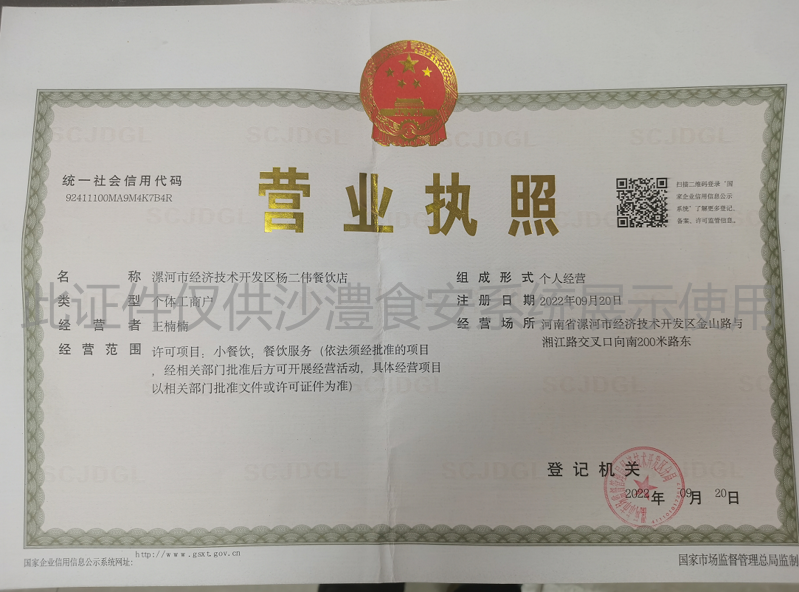 营业执照
统一社会信用代码
92411100MA9M4K7B4R
扫描二维码登录“国
家企业信用信息公示
系统”了解更多登记、
备案、许可监管信息。
名称 漯河市经济技术开发区杨二伟餐饮店
类型 个体工商户
经营者 王楠楠
经营范围 许可项目：小餐饮；餐饮服务（依法须经批准的项目
，经相关部门批准后方可开展经营活动，具体经营项目
以相关部门批准文件或许可证件为准）
组成形式 个人经营
注册日期 2022年09月20日
经营场所 河南省漯河市经济技术开发区金山路与
湘江路交叉口向南200米路东
此证件仅供沙澧食安系统展示使用
登记机关
2022年 09月 20日
国家企业信用信息公示系统网址: http://www.gsxt.gov.cn
国家市场监督管理总局监制